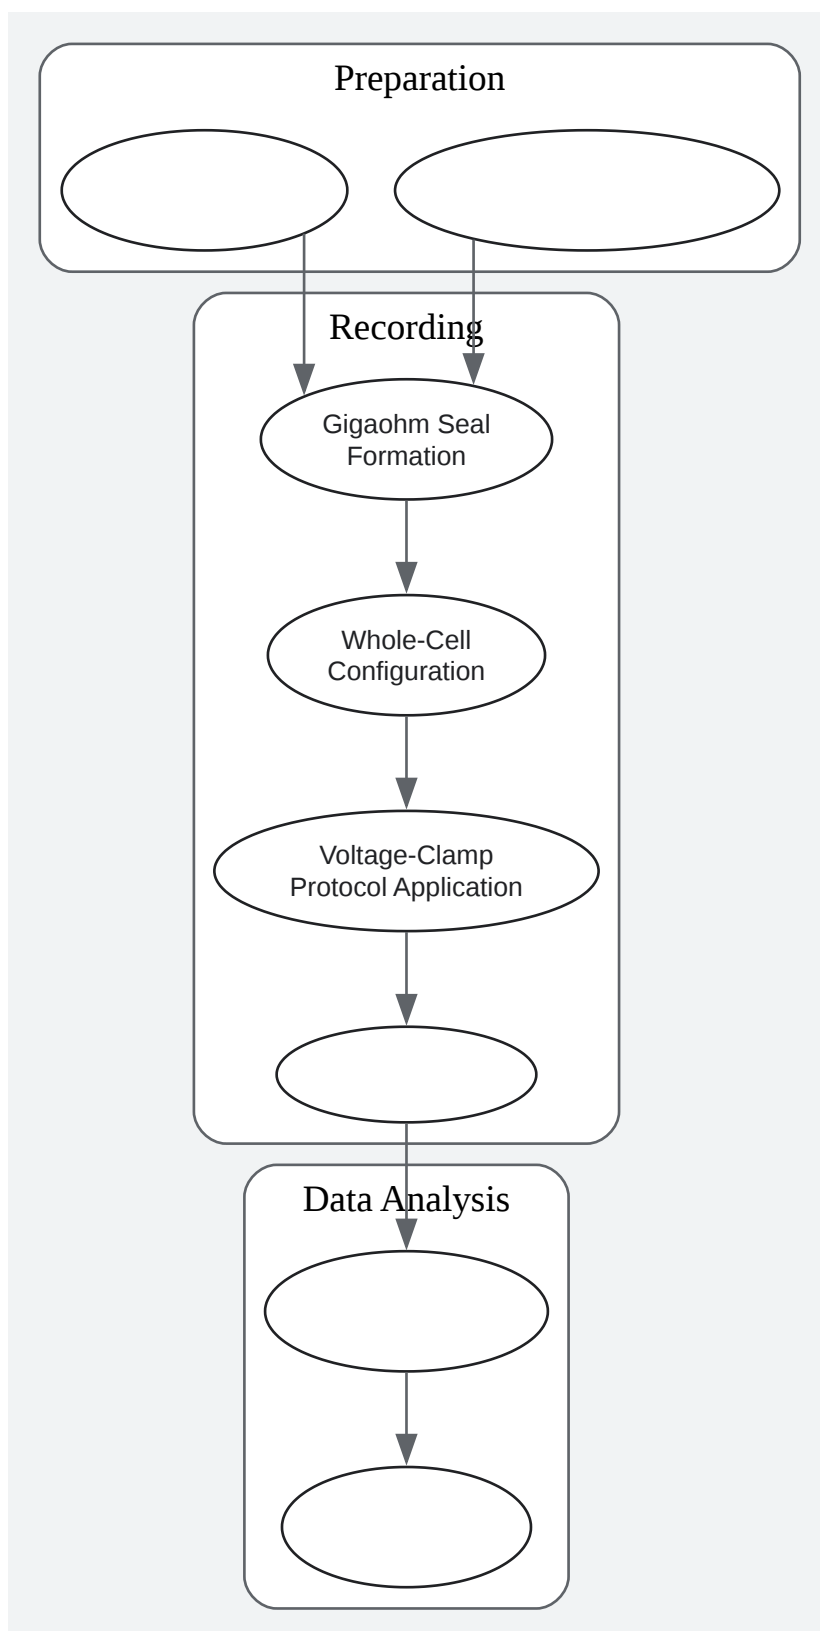 Preparation
Recording
Gigaohm Seal
Formation
Whole-Cell
Configuration
Voltage-Clamp
Protocol Application
Data Analysis